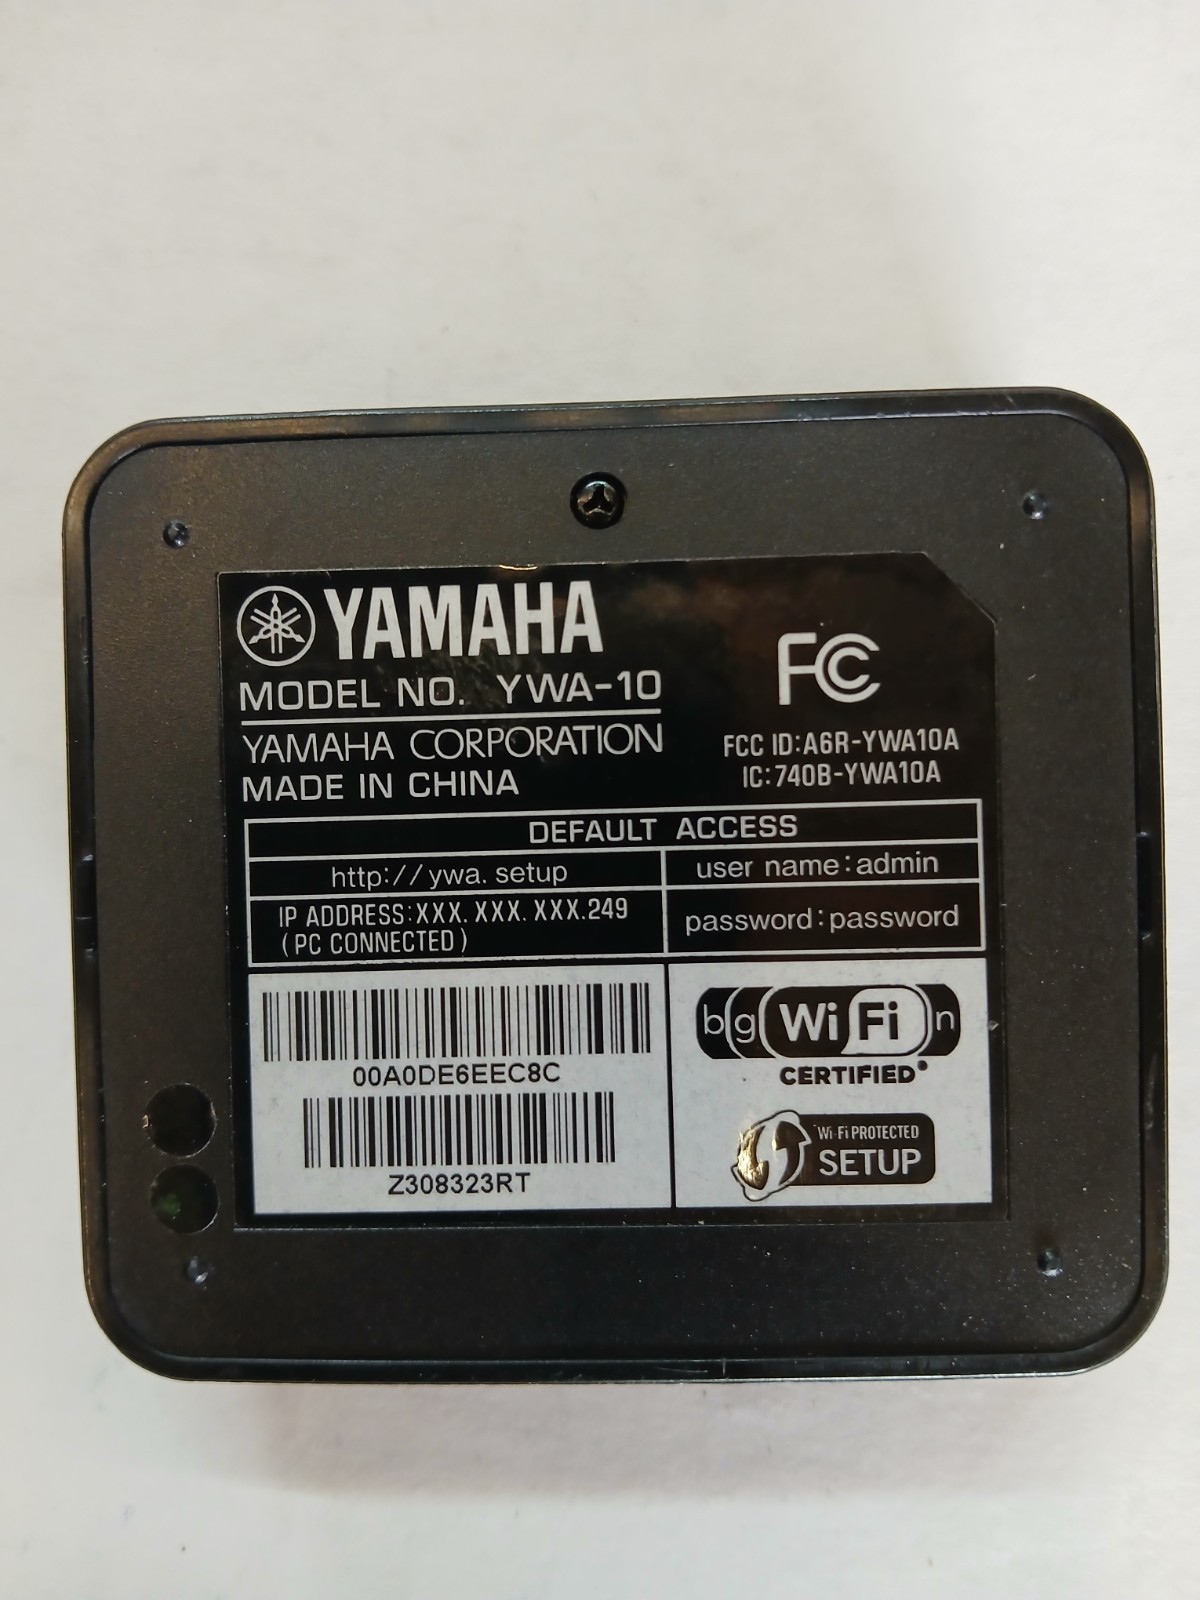 YAMAHA
MODEL NO. YWA-10
YAMAHA CORPORATION
MADE IN CHINA
FC
FCC ID:A6R-YWA10A
IC:740B-YWA10A
DEFAULT ACCESS
http://ywa.setup
user name:admin
IP ADDRESS:XXX.XXX.XXX.249
(PC CONNECTED)
password:password
00A0DE6EEC8C
Z308323RT
b g Wi Fi n
CERTIFIED®
Wi-Fi PROTECTED
SETUP